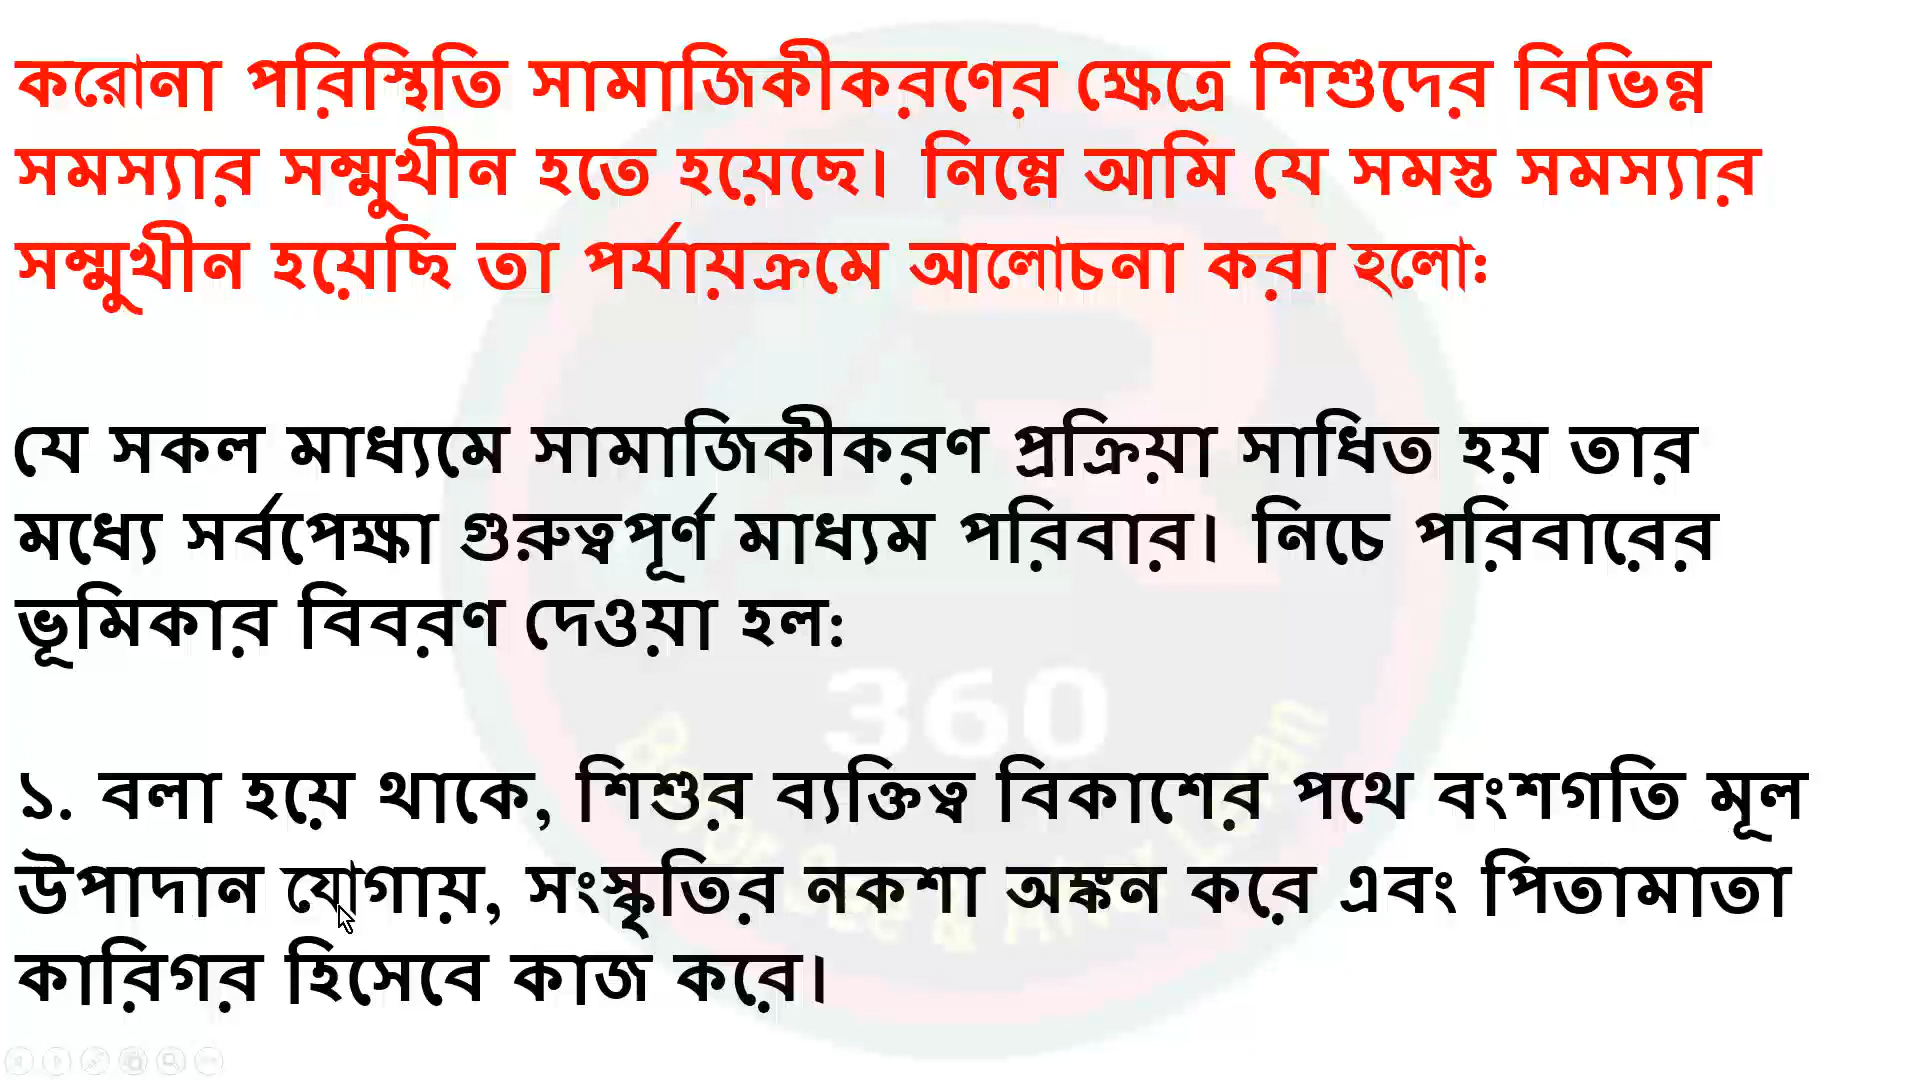 করোনা পরিস্থিতি সামাজিকীকরণের ক্ষেত্রে শিশুদের বিভিন্ন
সমস্যার সম্মুখীন হতে হয়েছে। নিম্নে আমি যে সমস্ত সমস্যার
সম্মুখীন হয়েছি তা পর্যায়ক্রমে আলোচনা করা হলোঃ
যে সকল মাধ্যমে সামাজিকীকরণ প্রক্রিয়া সাধিত হয় তার
মধ্যে সর্বপেক্ষা গুরুত্বপূর্ণ মাধ্যম পরিবার। নিচে পরিবারের
ভূমিকার বিবরণ দেওয়া হল:
360
১. বলা হয়ে থাকে, শিশুর ব্যক্তিত্ব বিকাশের পথে বংশগতি মূল
উপাদান যোগায়, সংস্কৃতির নকশা অঙ্কন করে এবং পিতামাতা
কারিগর হিসেবে কাজ করে।